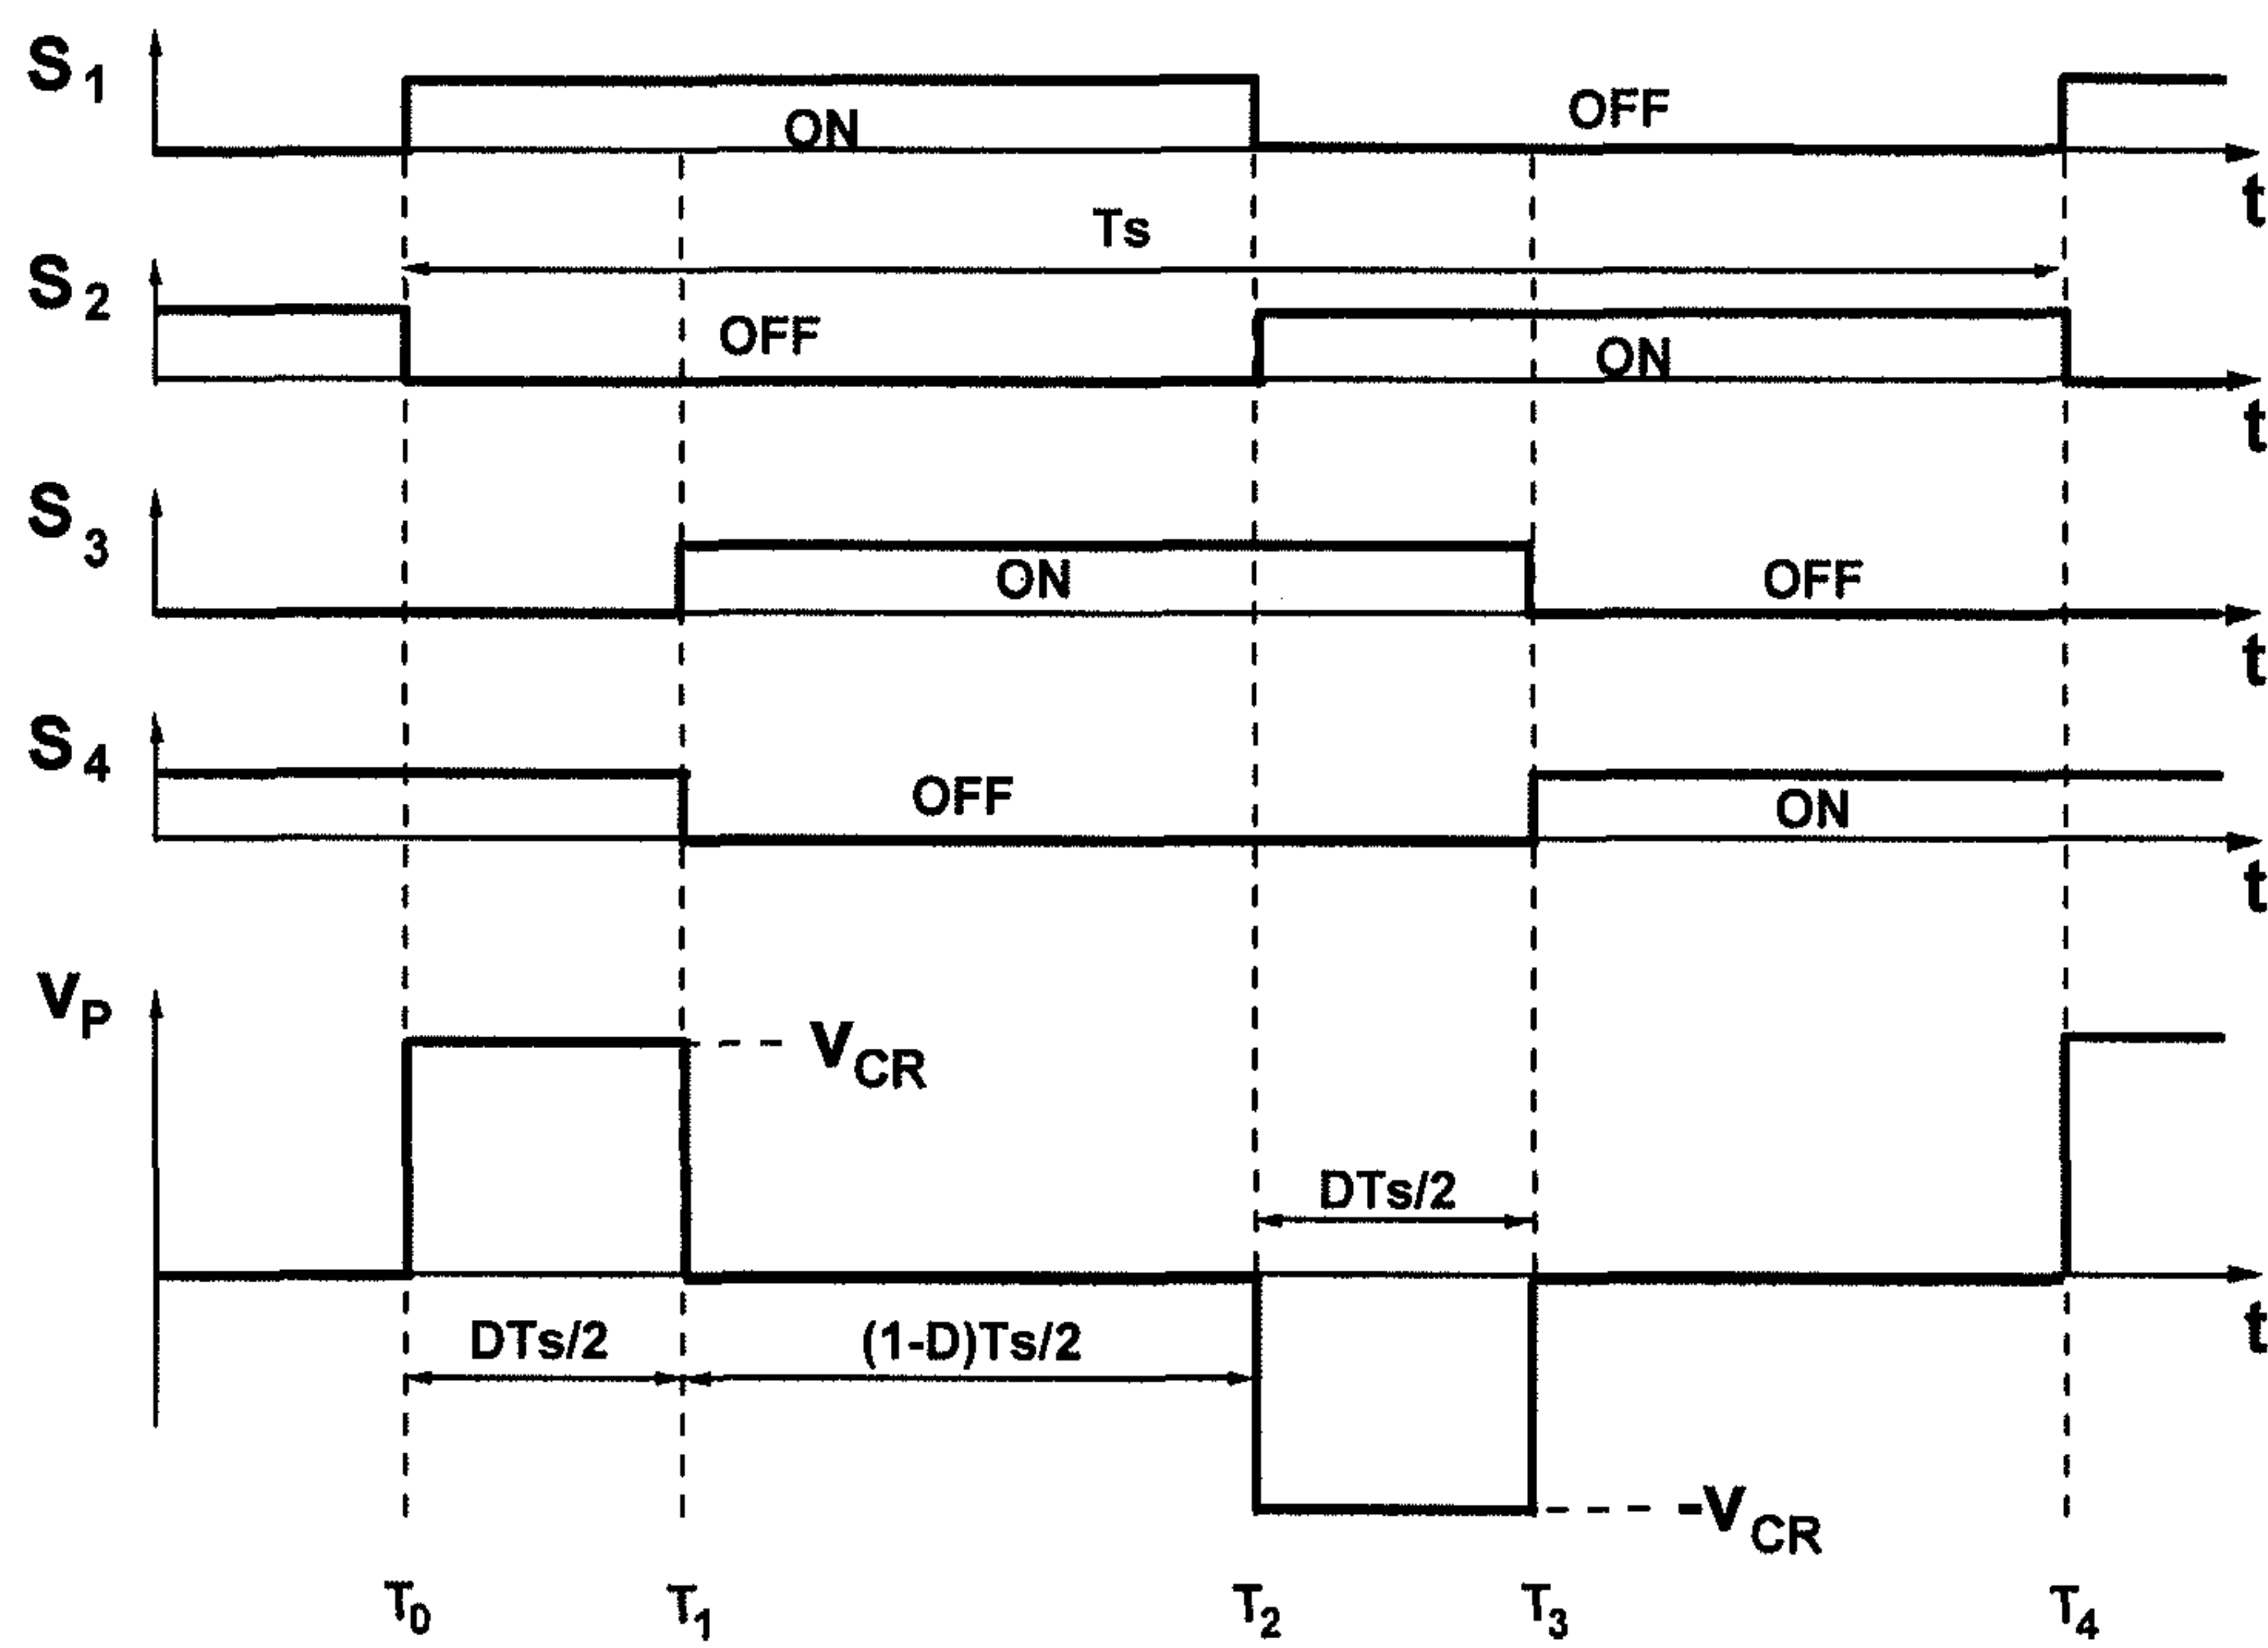 S1
ON
OFF
t
Ts
S2
OFF
ON
t
S3
ON
OFF
t
S4
OFF
ON
t
vP
VCR
DTs/2
t
DTs/2
(1-D)Ts/2
-VCR
T0
T1
T2
T3
T4